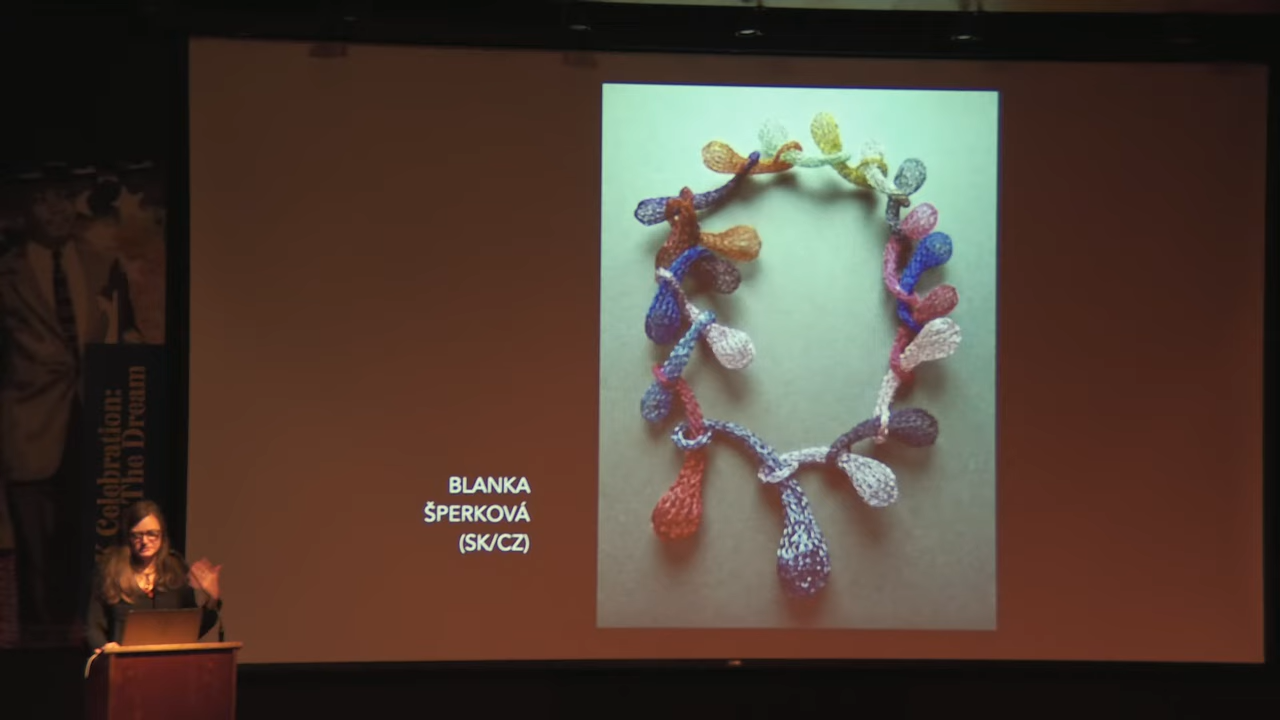 BLANKA
ŠPERKOVÁ
(SK/CZ)
Celebration:
The Dream